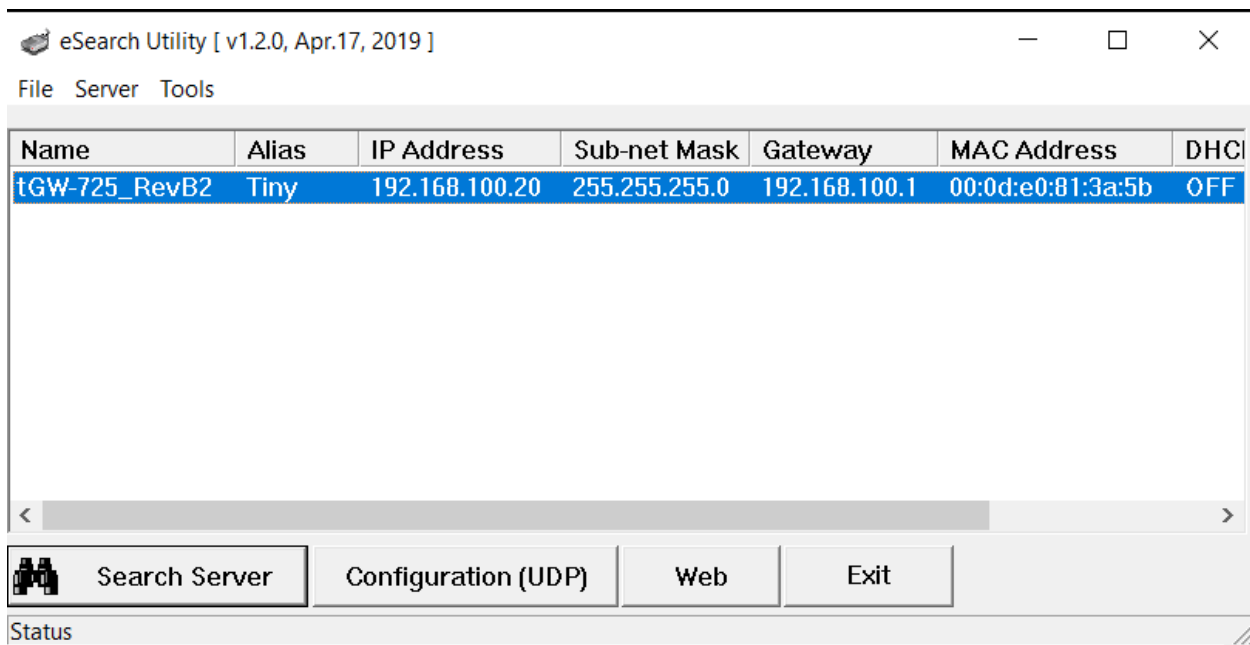 eSearch Utility [ v1.2.0, Apr.17, 2019 ]
File Server Tools
Name Alias IP Address Sub-net Mask Gateway MAC Address DHC
tGW-725_RevB2 Tiny 192.168.100.20 255.255.255.0 192.168.100.1 00:0d:e0:81:3a:5b OFF
Search Server Configuration (UDP) Web Exit
Status